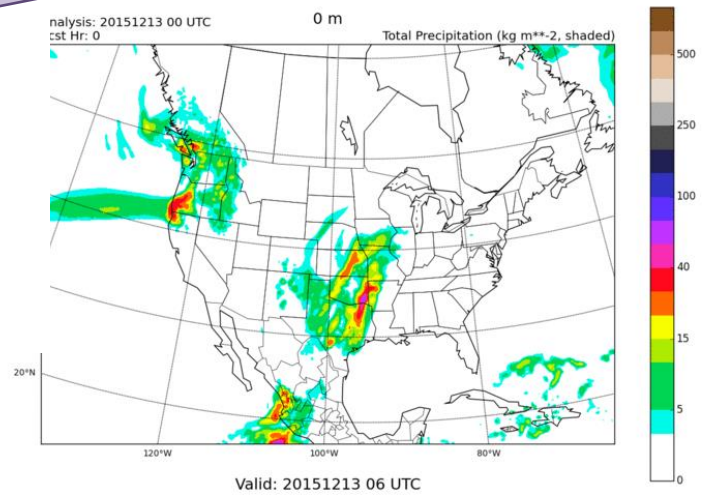 nalysis: 20151213 00 UTC
cst Hr: 0
0 m
Total Precipitation (kg m**-2, shaded)
500
250
100
40
15
5
0
20°N
120°W
100°W
80°W
Valid: 20151213 06 UTC